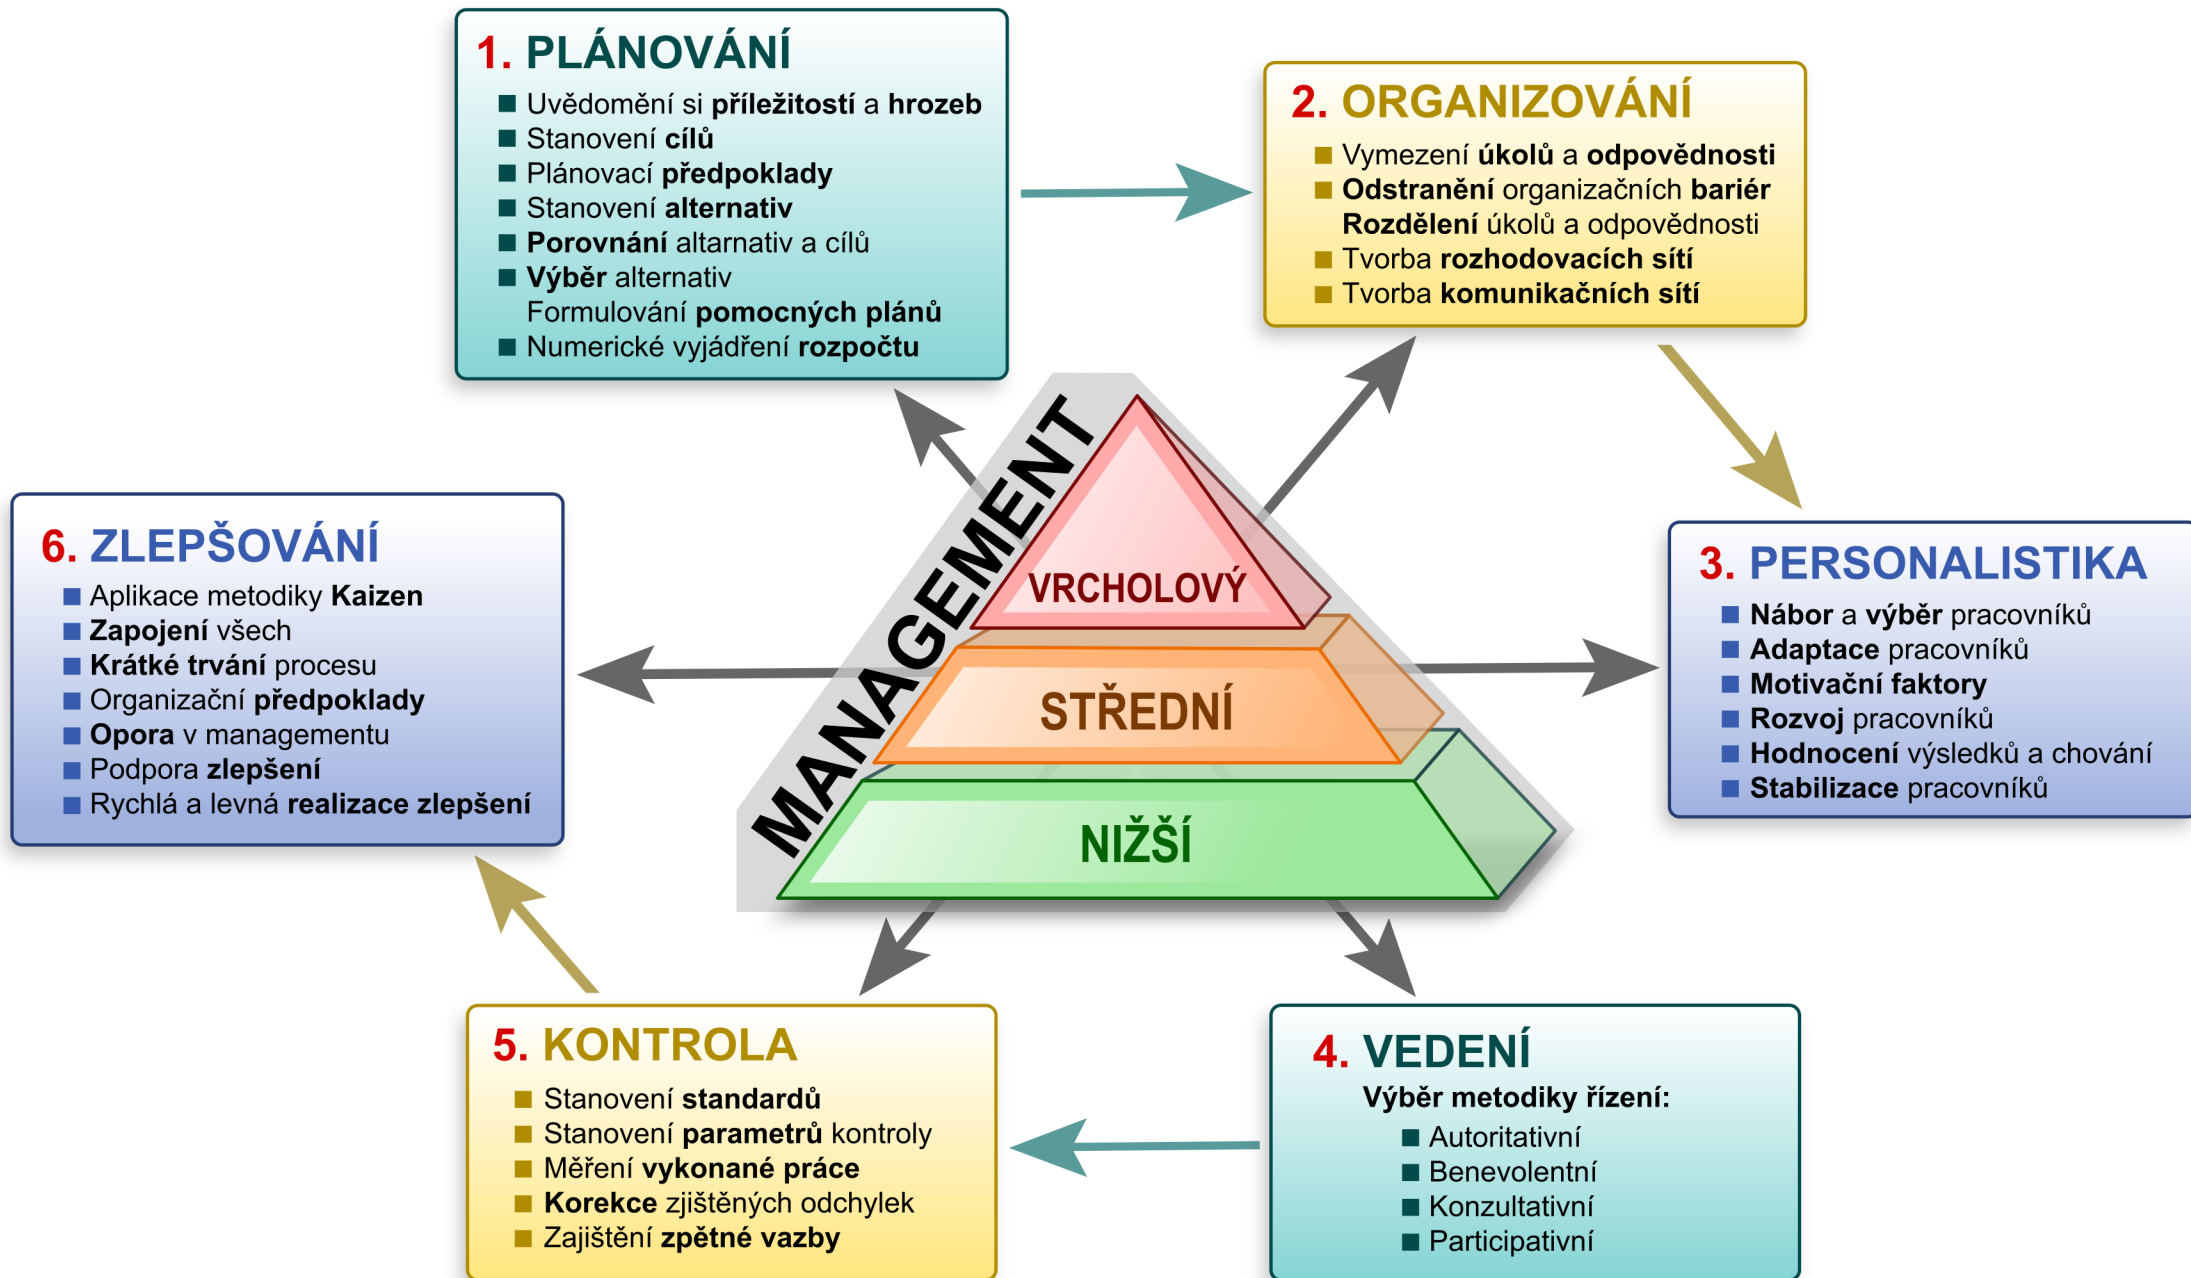 1. PLÁNOVÁNÍ
Uvědomění si příležitostí a hrozeb
Stanovení cílů
Plánovací předpoklady
Stanovení alternativ
Porovnání altarnativ a cílů
Výběr alternativ
Formulování pomocných plánů
Numerické vyjádření rozpočtu
2. ORGANIZOVÁNÍ
Vymezení úkolů a odpovědnosti
Odstranění organizačních bariér
Rozdělení úkolů a odpovědnosti
Tvorba rozhodovacích sítí
Tvorba komunikačních sítí
3. PERSONALISTIKA
Nábor a výběr pracovníků
Adaptace pracovníků
Motivační faktory
Rozvoj pracovníků
Hodnocení výsledků a chování
Stabilizace pracovníků
4. VEDENÍ
Výběr metodiky řízení:
Autoritativní
Benevolentní
Konzultativní
Participativní
5. KONTROLA
Stanovení standardů
Stanovení parametrů kontroly
Měření vykonané práce
Korekce zjištěných odchylek
Zajištění zpětné vazby
6. ZLEPŠOVÁNÍ
Aplikace metodiky Kaizen
Zapojení všech
Krátké trvání procesu
Organizační předpoklady
Opora v managementu
Podpora zlepšení
Rychlá a levná realizace zlepšení
MANAGEMENT
VRCHOLOVÝ
STŘEDNÍ
NIŽŠÍ